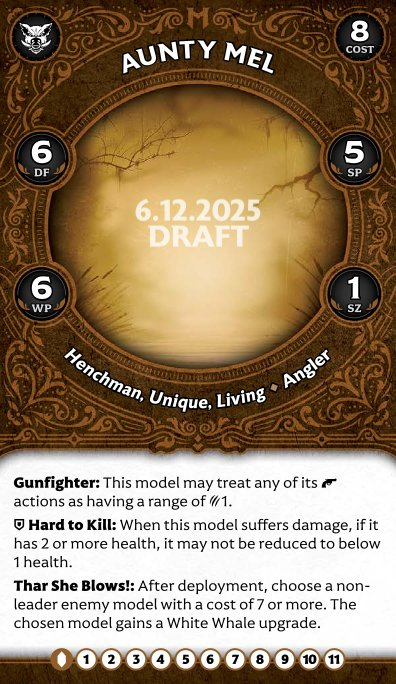 AUNTY MEL
8
COST
6
DF
5
SP
6.12.2025
DRAFT
6
WP
1
SZ
Henchman, Unique, Living ⬥ Angler
Gunfighter: This model may treat any of its
actions as having a range of 1.
Hard to Kill: When this model suffers damage, if it
has 2 or more health, it may not be reduced to below
1 health.
Thar She Blows!: After deployment, choose a non-
leader enemy model with a cost of 7 or more. The
chosen model gains a White Whale upgrade.
1 2 3 4 5 6 7 8 9 10 11